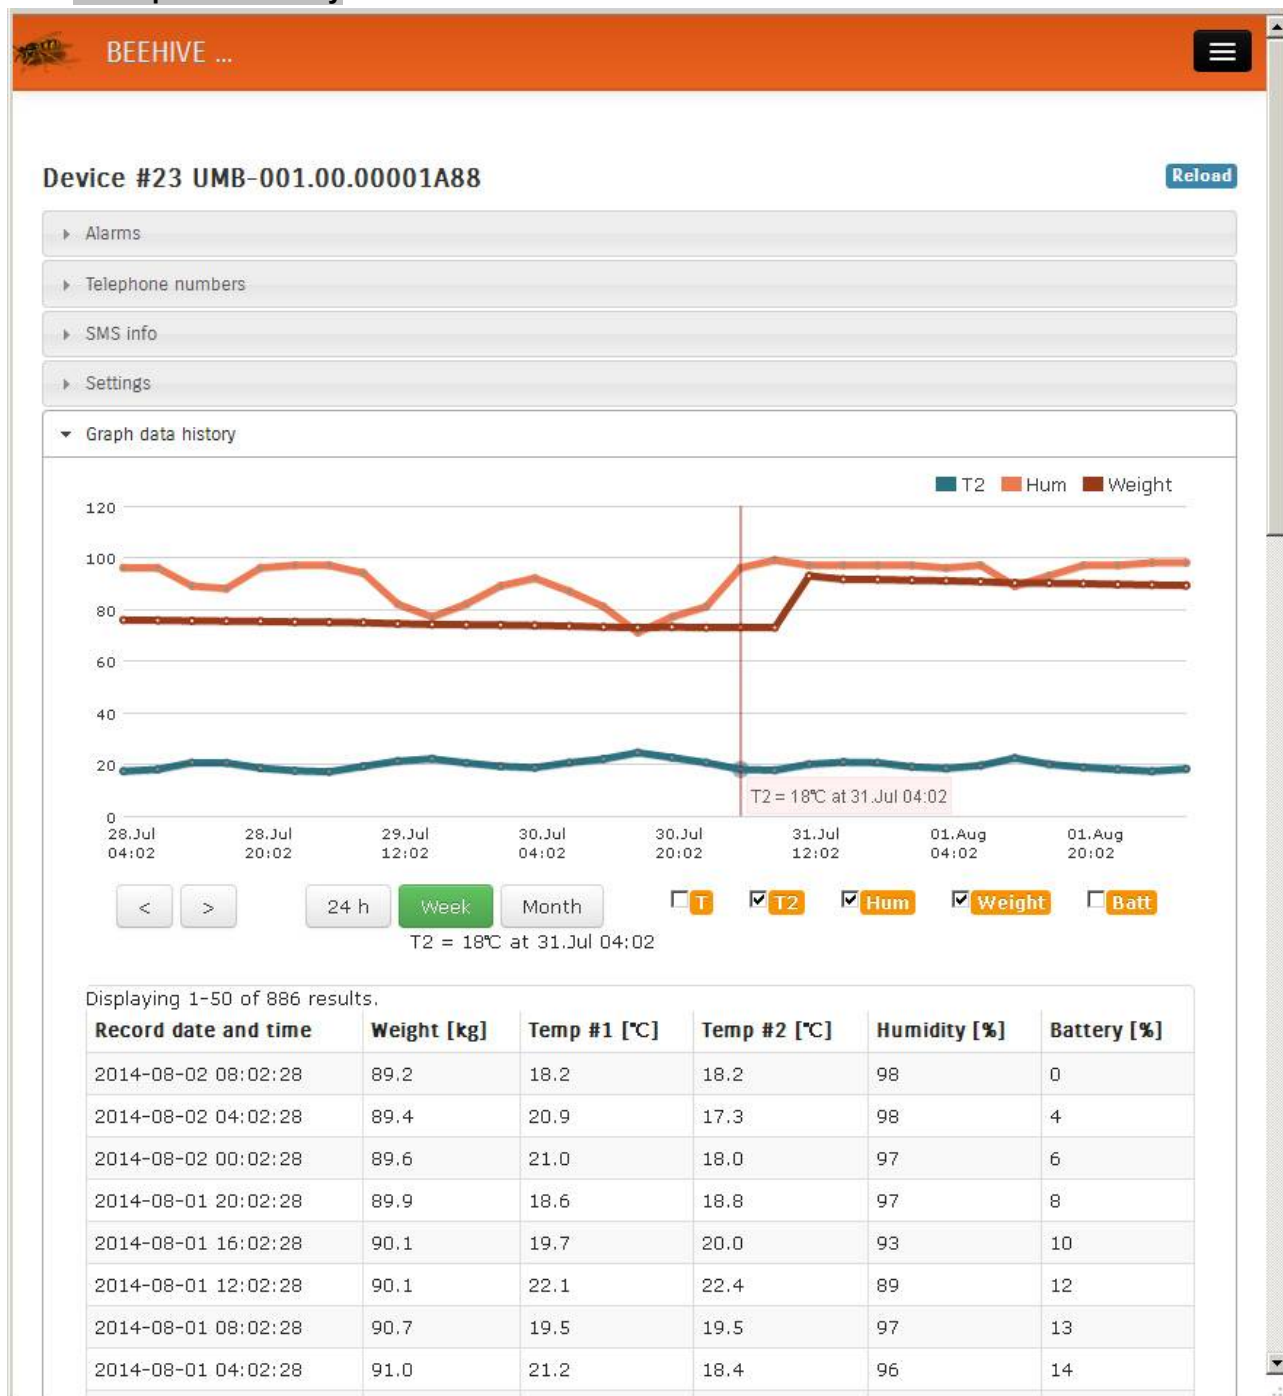 BEEHIVE ...
Device #23 UMB-001.00.00001A88
Reload
Alarms
Telephone numbers
SMS info
Settings
Graph data history
T2 Hum Weight
120
100
80
60
40
20
0
T2 = 18°C at 31.Jul 04:02
28.Jul 28.Jul 29.Jul 30.Jul 30.Jul 31.Jul 01.Aug 01.Aug
04:02 20:02 12:02 04:02 20:02 12:02 04:02 20:02
< > 24 h Week Month T T2 Hum Weight Batt
T2 = 18°C at 31.Jul 04:02
Displaying 1-50 of 886 results.
Record date and time Weight [kg] Temp #1 [°C] Temp #2 [°C] Humidity [%] Battery [%]
2014-08-02 08:02:28 89.2 18.2 18.2 98 0
2014-08-02 04:02:28 89.4 20.9 17.3 98 4
2014-08-02 00:02:28 89.6 21.0 18.0 97 6
2014-08-01 20:02:28 89.9 18.6 18.8 97 8
2014-08-01 16:02:28 90.1 19.7 20.0 93 10
2014-08-01 12:02:28 90.1 22.1 22.4 89 12
2014-08-01 08:02:28 90.7 19.5 19.5 97 13
2014-08-01 04:02:28 91.0 21.2 18.4 96 14